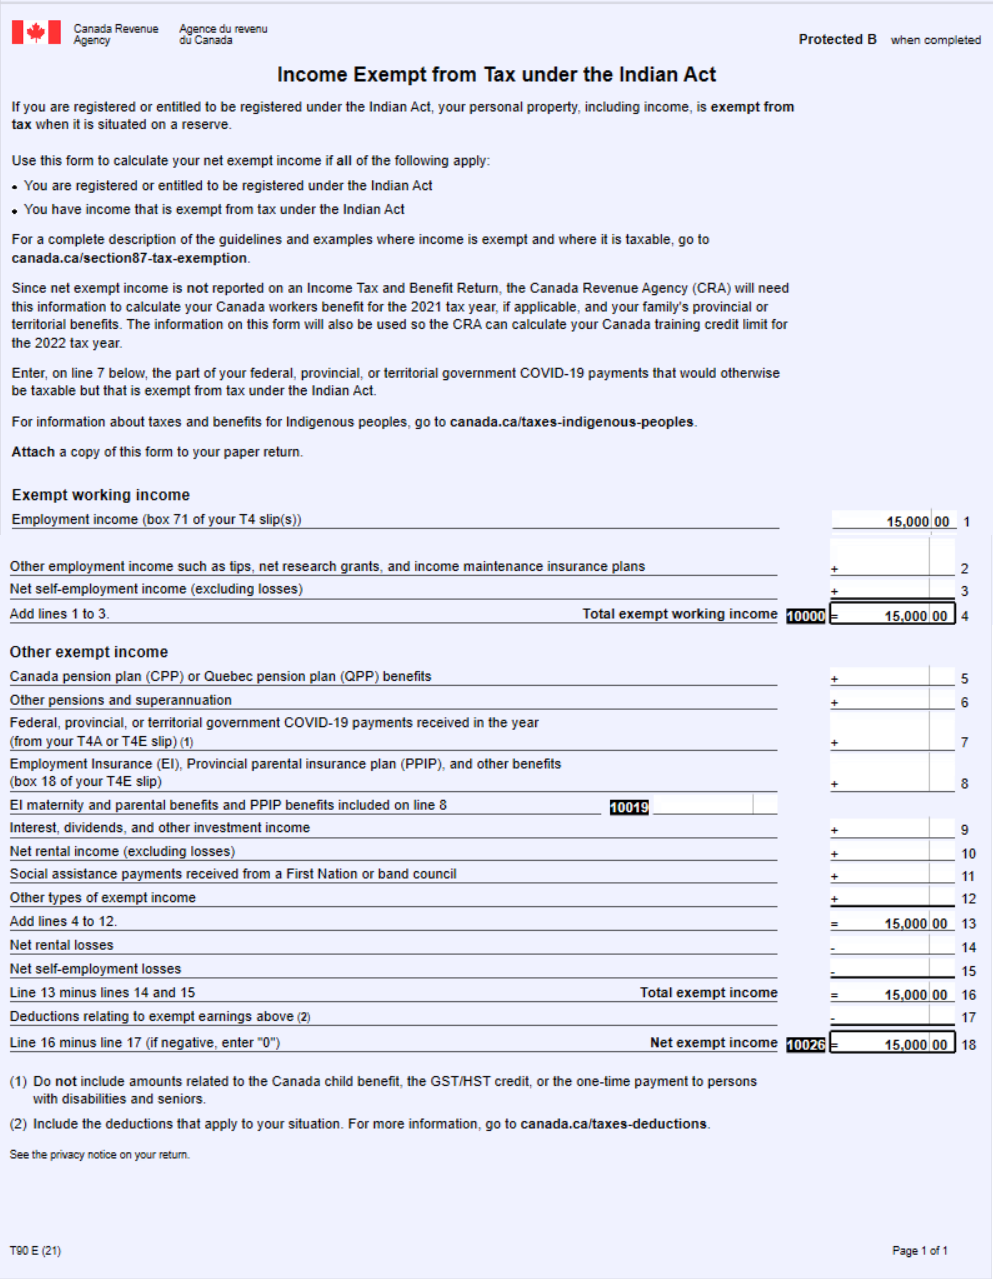 Canada Revenue Agence du revenu
Agency du Canada
Protected B when completed
Income Exempt from Tax under the Indian Act
If you are registered or entitled to be registered under the Indian Act, your personal property, including income, is exempt from
tax when it is situated on a reserve.
Use this form to calculate your net exempt income if all of the following apply:
• You are registered or entitled to be registered under the Indian Act
• You have income that is exempt from tax under the Indian Act
For a complete description of the guidelines and examples where income is exempt and where it is taxable, go to
canada.ca/section87-tax-exemption.
Since net exempt income is not reported on an Income Tax and Benefit Return, the Canada Revenue Agency (CRA) will need
this information to calculate your Canada workers benefit for the 2021 tax year, if applicable, and your family's provincial or
territorial benefits. The information on this form will also be used so the CRA can calculate your Canada training credit limit for
the 2022 tax year.
Enter, on line 7 below, the part of your federal, provincial, or territorial government COVID-19 payments that would otherwise
be taxable but that is exempt from tax under the Indian Act.
For information about taxes and benefits for Indigenous peoples, go to canada.ca/taxes-indigenous-peoples.
Attach a copy of this form to your paper return.
Exempt working income
Employment income (box 71 of your T4 slip(s)) 15,000 00 1
Other employment income such as tips, net research grants, and income maintenance insurance plans + 2
Net self-employment income (excluding losses) + 3
Add lines 1 to 3. Total exempt working income 10000 = 15,000 00 4
Other exempt income
Canada pension plan (CPP) or Quebec pension plan (QPP) benefits + 5
Other pensions and superannuation + 6
Federal, provincial, or territorial government COVID-19 payments received in the year
(from your T4A or T4E slip) (1) + 7
Employment Insurance (EI), Provincial parental insurance plan (PPIP), and other benefits
(box 18 of your T4E slip) + 8
EI maternity and parental benefits and PPIP benefits included on line 8 10019
Interest, dividends, and other investment income + 9
Net rental income (excluding losses) + 10
Social assistance payments received from a First Nation or band council + 11
Other types of exempt income + 12
Add lines 4 to 12. = 15,000 00 13
Net rental losses - 14
Net self-employment losses - 15
Line 13 minus lines 14 and 15 Total exempt income = 15,000 00 16
Deductions relating to exempt earnings above (2) - 17
Line 16 minus line 17 (if negative, enter "0") Net exempt income 10026 = 15,000 00 18
(1) Do not include amounts related to the Canada child benefit, the GST/HST credit, or the one-time payment to persons
with disabilities and seniors.
(2) Include the deductions that apply to your situation. For more information, go to canada.ca/taxes-deductions.
See the privacy notice on your return.
T90 E (21) Page 1 of 1